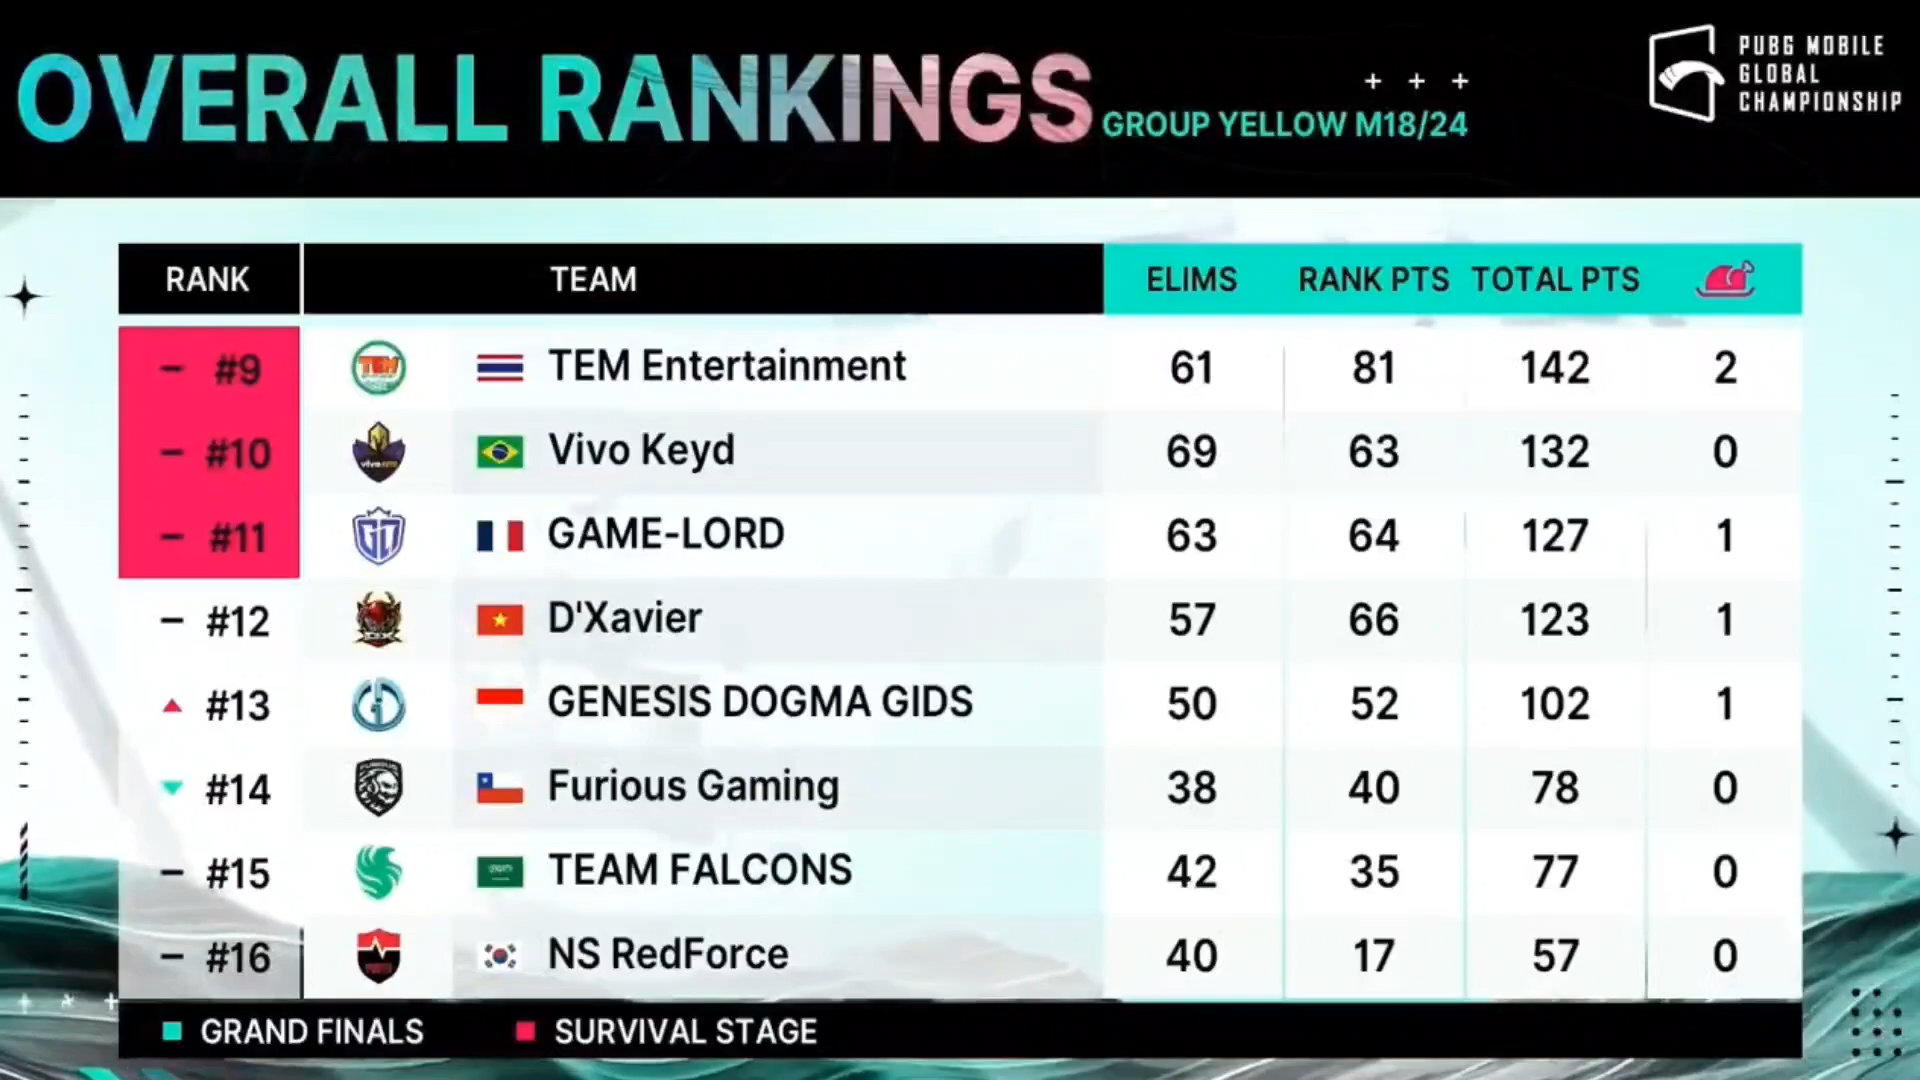 OVERALL RANKINGS
GROUP YELLOW M18/24
PUBG MOBILE
GLOBAL
CHAMPIONSHIP
RANK TEAM ELIMS RANK PTS TOTAL PTS
- #9 TEM TEM Entertainment 61 81 142 2
- #10 Vivo Keyd 69 63 132 0
- #11 GAME-LORD 63 64 127 1
- #12 D'Xavier 57 66 123 1
#13 GENESIS DOGMA GIDS 50 52 102 1
#14 Furious Gaming 38 40 78 0
- #15 TEAM FALCONS 42 35 77 0
- #16 NS RedForce 40 17 57 0
GRAND FINALS SURVIVAL STAGE